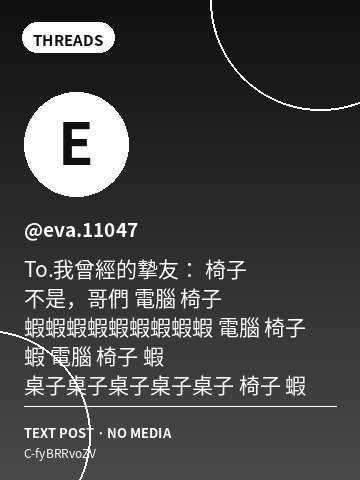 THREADS
E
@eva.11047
To.我曾經的摯友： 椅子
不是，哥們 電腦 椅子
蝦蝦蝦蝦蝦蝦蝦蝦蝦 電腦 椅子
蝦 電腦 椅子 蝦
桌子桌子桌子桌子桌子 椅子 蝦
TEXT POST · NO MEDIA
C-fyBRRvoZV